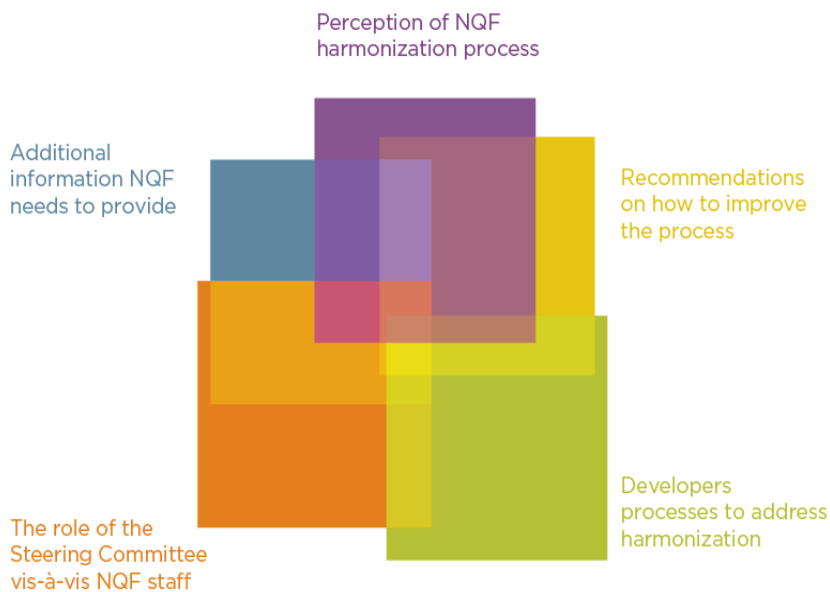 Perception of NQF
harmonization process
Additional
information NQF
needs to provide
Recommendations
on how to improve
the process
The role of the
Steering Committee
vis-à-vis NQF staff
Developers
processes to address
harmonization